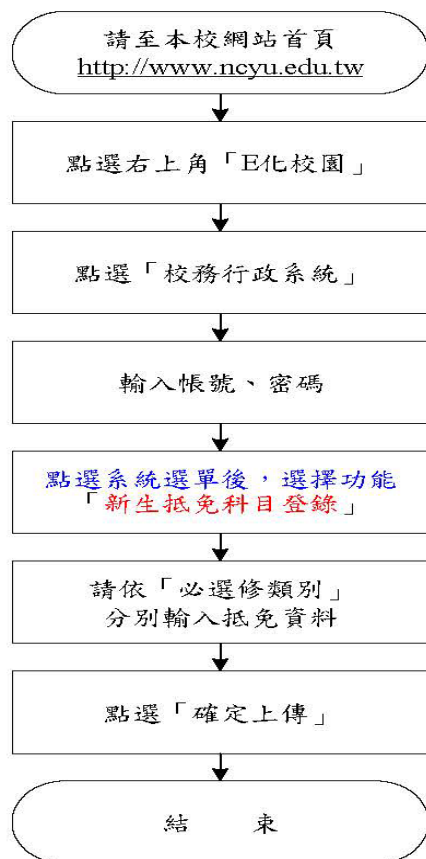 請至本校網站首頁
http://www.ncyu.edu.tw
點選右上角「E化校園」
點選「校務行政系統」
輸入帳號、密碼
點選系統選單後，選擇功能
「新生抵免科目登錄」
請依「必選修類別」
分別輸入抵免資料
點選「確定上傳」
結 束